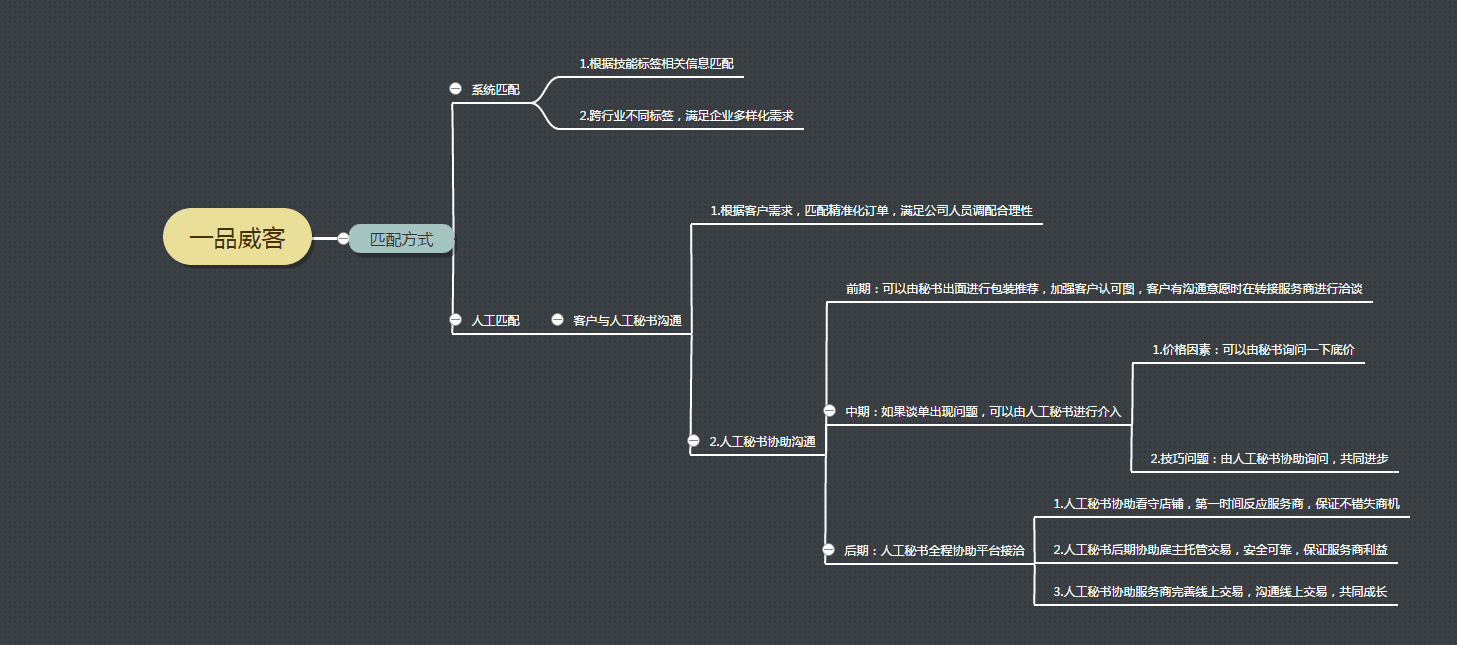 一品威客
匹配方式
系统匹配
1.根据技能标签相关信息匹配
2.跨行业不同标签，满足企业多样化需求
人工匹配
客户与人工秘书沟通
1.根据客户需求，匹配精准化订单，满足公司人员调配合理性
2.人工秘书协助沟通
前期：可以由秘书出面进行包装推荐，加强客户认可图，客户有沟通意愿时在转接服务商进行洽谈
中期：如果谈单出现问题，可以由人工秘书进行介入
1.价格因素：可以由秘书询问一下底价
2.技巧问题：由人工秘书协助询问，共同进步
后期：人工秘书全程协助平台接洽
1.人工秘书协助看守店铺，第一时间反应服务商，保证不错失商机
2.人工秘书后期协助雇主托管交易，安全可靠，保证服务商利益
3.人工秘书协助服务商完善线上交易，沟通线上交易，共同成长